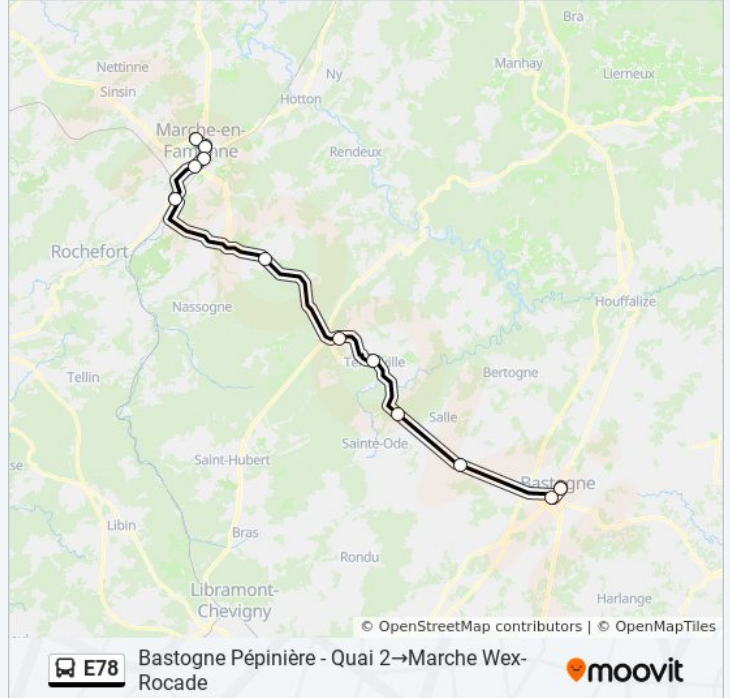 Bra
Nettinne
Ny
Manhay
Lierneux
Sinsin
Hotton
Marche-en-
Famenne
Rendeux
Rochefort
Nassogne
Houffalize
Tenneville
Tellin
Bertogne
Salle
Sainte-Ode
se
Saint-Hubert
Bastogne
Libin
Bras
Rondu
Libramont-
Chevigny
Harlange
© OpenStreetMap contributors | © OpenMapTiles
E78
Bastogne Pépinière - Quai 2→Marche Wex-
Rocade
moovit